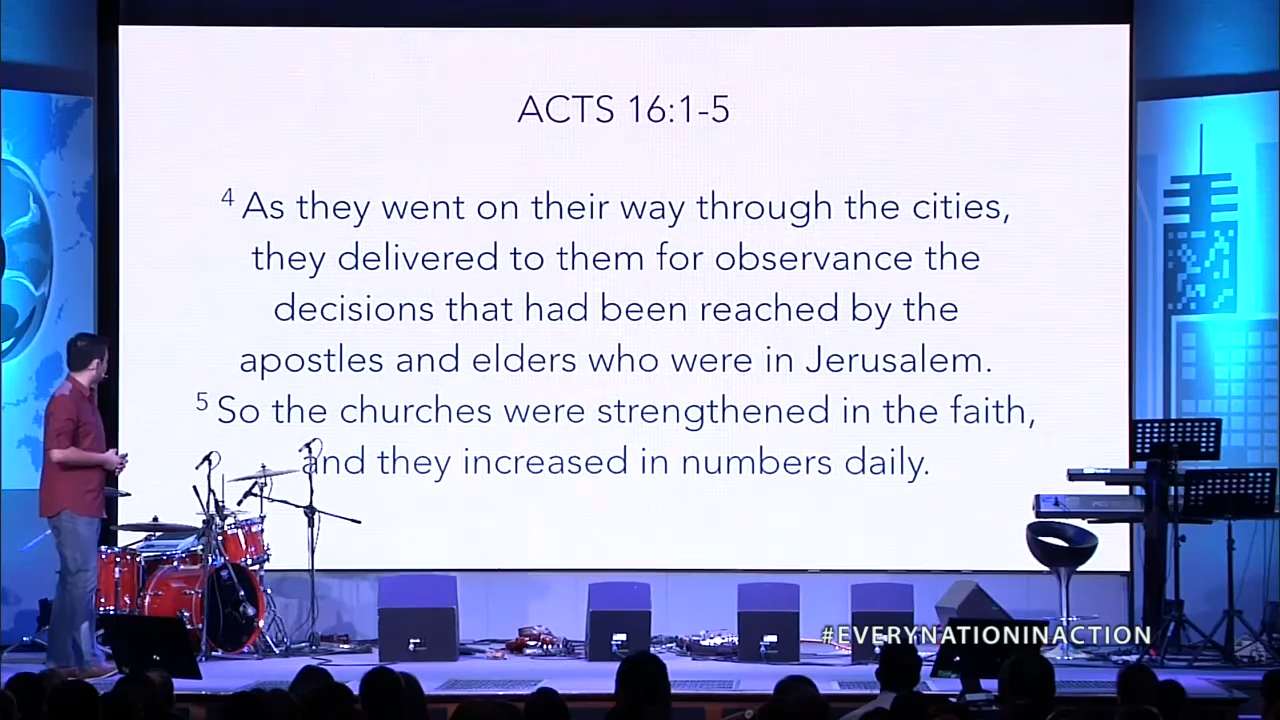 ACTS 16:1-5
4 As they went on their way through the cities,
they delivered to them for observance the
decisions that had been reached by the
apostles and elders who were in Jerusalem.
5 So the churches were strengthened in the faith,
and they increased in numbers daily.
#EVERYNATIONINACTION